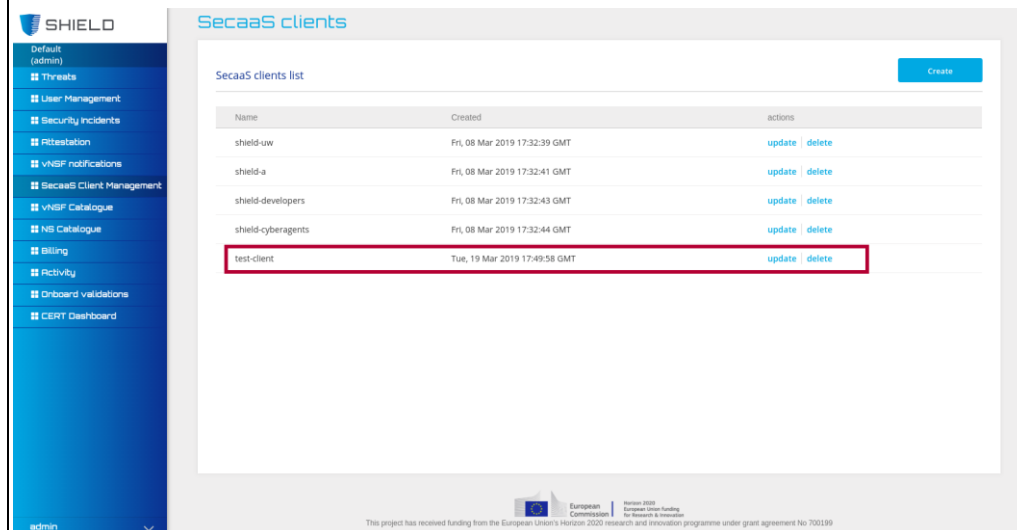 SHIELD
Default
(admin)
Threats
User Management
Security Incidents
Attestation
vNSF notifications
SecaaS Client Management
vNSF Catalogue
NS Catalogue
Billing
Activity
Onboard validations
CERT Dashboard
admin
SecaaS clients
SecaaS clients list
Create
Name Created actions
shield-uw Fri, 08 Mar 2019 17:32:39 GMT update delete
shield-a Fri, 08 Mar 2019 17:32:41 GMT update delete
shield-developers Fri, 08 Mar 2019 17:32:43 GMT update delete
shield-cyberagents Fri, 08 Mar 2019 17:32:44 GMT update delete
test-client Tue, 19 Mar 2019 17:49:58 GMT update delete
European
Commission
Horizon 2020
European Union funding
for Research & Innovation
This project has received funding from the European Union's Horizon 2020 research and innovation programme under grant agreement No 700199